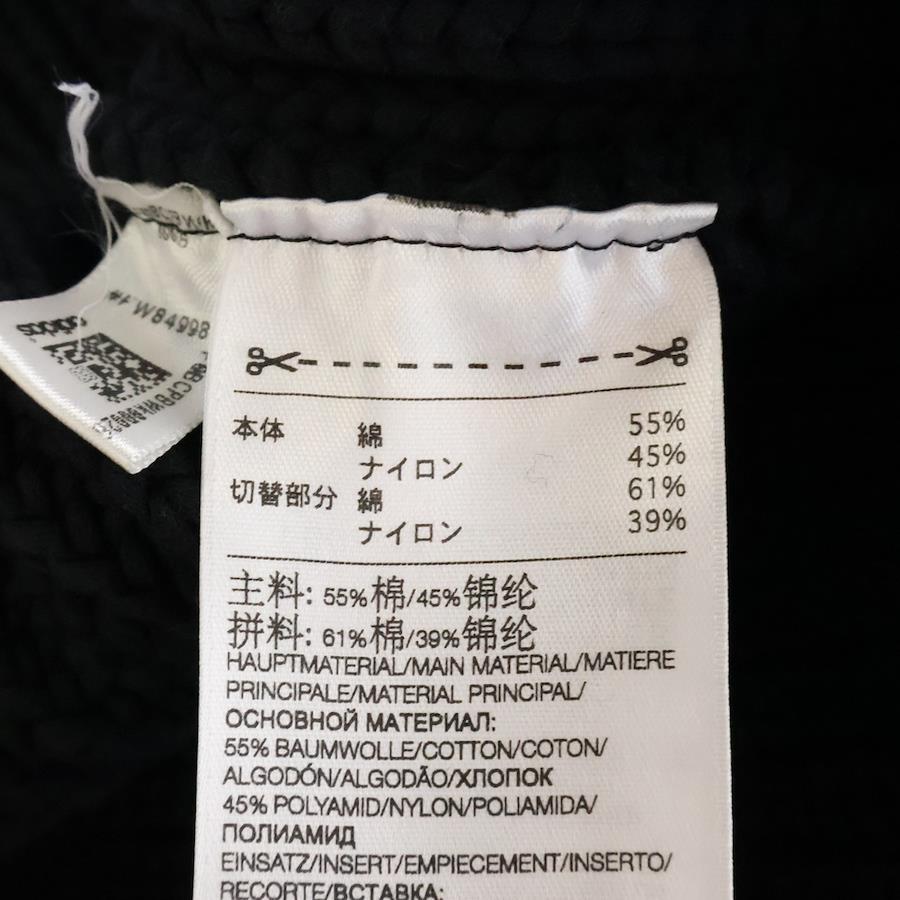 #FW84998
adidas
本体 綿 55%
ナイロン 45%
切替部分 綿 61%
ナイロン 39%
主料: 55%棉/45%锦纶
拼料: 61%棉/39%锦纶
HAUPTMATERIAL/MAIN MATERIAL/MATIERE
PRINCIPALE/MATERIAL PRINCIPAL/
ОСНОВНОЙ МАТЕРИАЛ:
55% BAUMWOLLE/COTTON/COTON/
ALGODÓN/ALGODÃO/ХЛОПОК
45% POLYAMID/NYLON/POLIAMIDA/
ПОЛИАМИД
EINSATZ/INSERT/EMPIECEMENT/INSERTO/
RECORTE/ВСТАВКА: